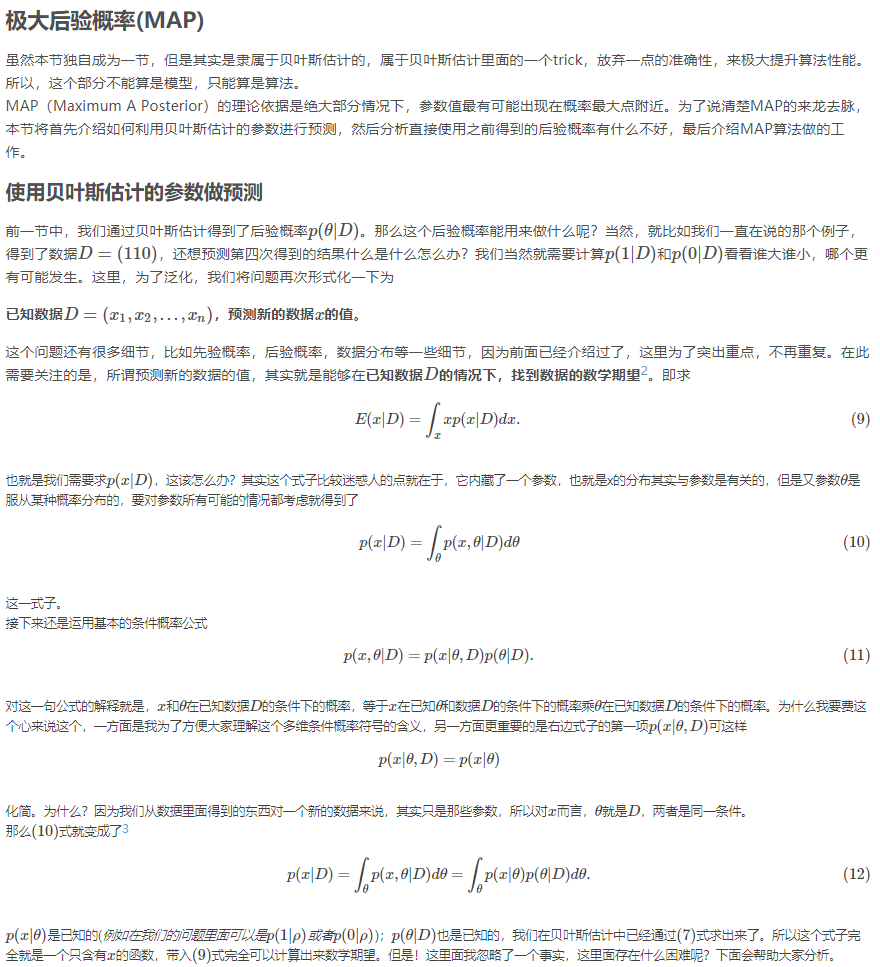 极大后验概率(MAP)
虽然本节独自成为一节，但是其实是隶属于贝叶斯估计的，属于贝叶斯估计里面的一个trick，放弃一点的准确性，来极大提升算法性能。
所以，这个部分不能算是模型，只能算是算法。
MAP（Maximum A Posterior）的理论依据是绝大部分情况下，参数值最有可能出现在概率最大点附近。为了说清楚MAP的来龙去脉，
本节将首先介绍如何利用贝叶斯估计的参数进行预测，然后分析直接使用之前得到的后验概率有什么不好，最后介绍MAP算法做的工
作。
使用贝叶斯估计的参数做预测
前一节中，我们通过贝叶斯估计得到了后验概率p(θ|D)。那么这个后验概率能用来做什么呢？当然，就比如我们一直在说的那个例子，
得到了数据D = (110)，还想预测第四次得到的结果什么是什么怎么办？我们当然就需要计算p(1|D)和p(0|D)看看谁大谁小，哪个更
有可能发生。这里，为了泛化，我们将问题再次形式化一下为
已知数据D = (x₁, x₂, . . . , xₙ)，预测新的数据x的值。
这个问题还有很多细节，比如先验概率，后验概率，数据分布等一些细节，因为前面已经介绍过了，这里为了突出重点，不再重复。在此
需要关注的是，所谓预测新的数据的值，其实就是能够在已知数据D的情况下，找到数据的数学期望²。即求
E(x|D) = ∫ₓ xp(x|D)dx. (9)
也就是我们需要求p(x|D)，这该怎么办？其实这个式子比较迷惑人的点就在于，它内藏了一个参数，也就是x的分布其实与参数是有关的，但是又参数θ是
服从某种概率分布的，要对参数所有可能的情况都考虑就得到了
p(x|D) = ∫_θ p(x, θ|D)dθ (10)
这一式子。
接下来还是运用基本的条件概率公式
p(x, θ|D) = p(x|θ, D)p(θ|D). (11)
对这一句公式的解释就是，x和θ在已知数据D的条件下的概率，等于x在已知θ和数据D的条件下的概率乘θ在已知数据D的条件下的概率。为什么我要费这
个心来说这个，一方面是我为了方便大家理解这个多维条件概率符号的含义，另一方面更重要的是右边式子的第一项p(x|θ, D)可这样
p(x|θ, D) = p(x|θ)
化简。为什么？因为我们从数据里面得到的东西对一个新的数据来说，其实只是那些参数，所以对x而言，θ就是D，两者是同一条件。
那么(10)式就变成了³
p(x|D) = ∫_θ p(x, θ|D)dθ = ∫_θ p(x|θ)p(θ|D)dθ. (12)
p(x|θ)是已知的(例如在我们的问题里面可以是p(1|ρ)或者p(0|ρ))；p(θ|D)也是已知的，我们在贝叶斯估计中已经通过(7)式求出来了。所以这个式子完
全就是一个只含有x的函数，带入(9)式完全可以计算出来数学期望。但是！这里面我忽略了一个事实，这里面存在什么困难呢？下面会帮助大家分析。